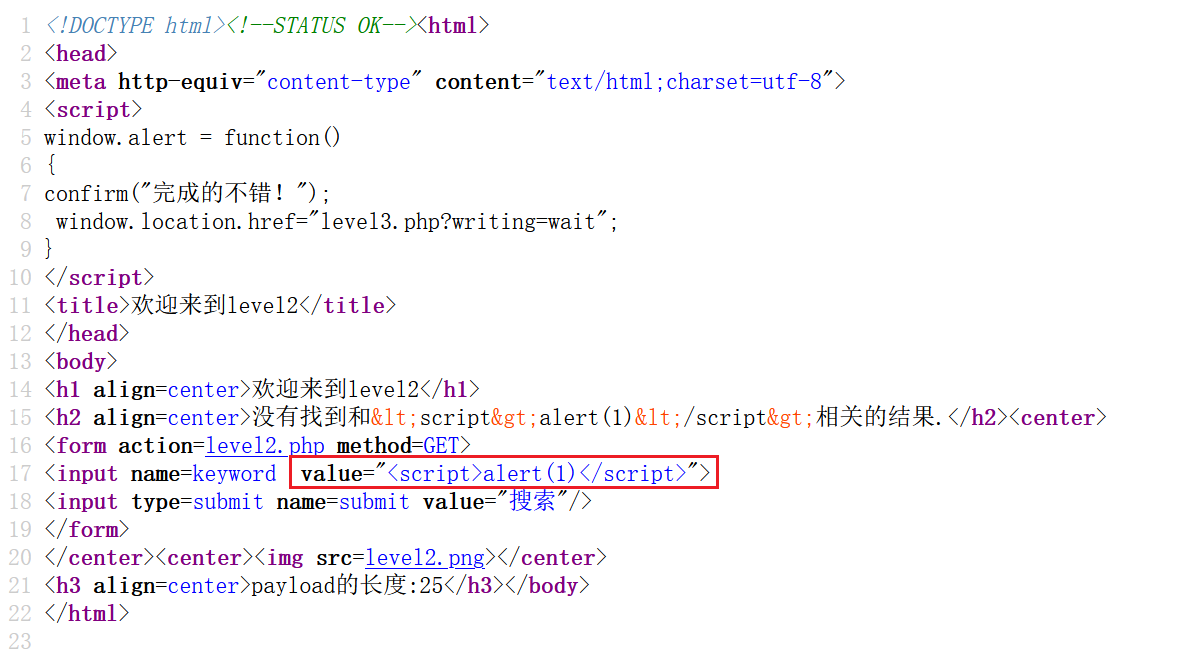 1 <!DOCTYPE html><!--STATUS OK--><html>
2 <head>
3 <meta http-equiv="content-type" content="text/html;charset=utf-8">
4 <script>
5 window.alert = function()
6 {
7 confirm("完成的不错！");
8  window.location.href="level3.php?writing=wait";
9 }
10 </script>
11 <title>欢迎来到level2</title>
12 </head>
13 <body>
14 <h1 align=center>欢迎来到level2</h1>
15 <h2 align=center>没有找到和&lt;script&gt;alert(1)&lt;/script&gt;相关的结果.</h2><center>
16 <form action=level2.php method=GET>
17 <input name=keyword  value="<script>alert(1)</script>">
18 <input type=submit name=submit value="搜索"/>
19 </form>
20 </center><center><img src=level2.png></center>
21 <h3 align=center>payload的长度:25</h3></body>
22 </html>
23